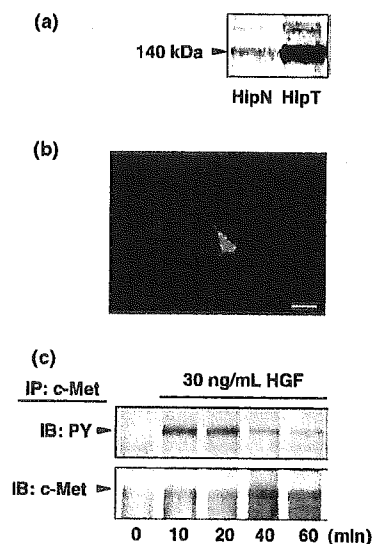 (a)
140 kDa
HipN HipT
(b)
(c)
IP: c-Met 30 ng/mL HGF
IB: PY
IB: c-Met
0 10 20 40 60 (min)